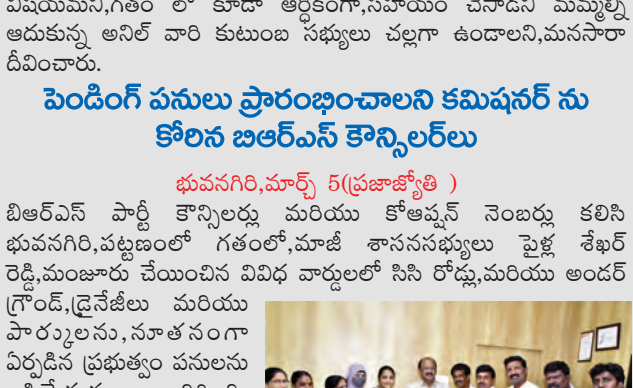 విషయమని,గతం లో కూడా ఆర్థికంగా,సహాయం చేసాడని మమ్మల్ని
ఆదుకున్న అనిల్ వారి కుటుంబ సభ్యులు చల్లగా ఉండాలని,మనసారా
దీవించారు.
పెండింగ్ పనులు ప్రారంభించాలని కమిషనర్ ను
కోరిన బిఆర్ఎస్ కౌన్సిలర్‌లు
భువనగిరి,మార్చ్ 5(ప్రజాజ్యోతి )
బిఆర్ఎస్ పార్టీ కౌన్సిలర్లు మరియు కోఆప్షన్ నెంబర్లు కలిసి
భువనగిరి,పట్టణంలో గతంలో,మాజీ శాసనసభ్యులు పైళ్ల శేఖర్
రెడ్డి,మంజూరు చేయించిన వివిధ వార్డులలో సిసి రోడ్లు,మరియు అండర్
గ్రౌండ్,డ్రైనేజీలు మరియు
పార్కులను,నూతనంగా
ఏర్పడిన ప్రభుత్వం పనులను